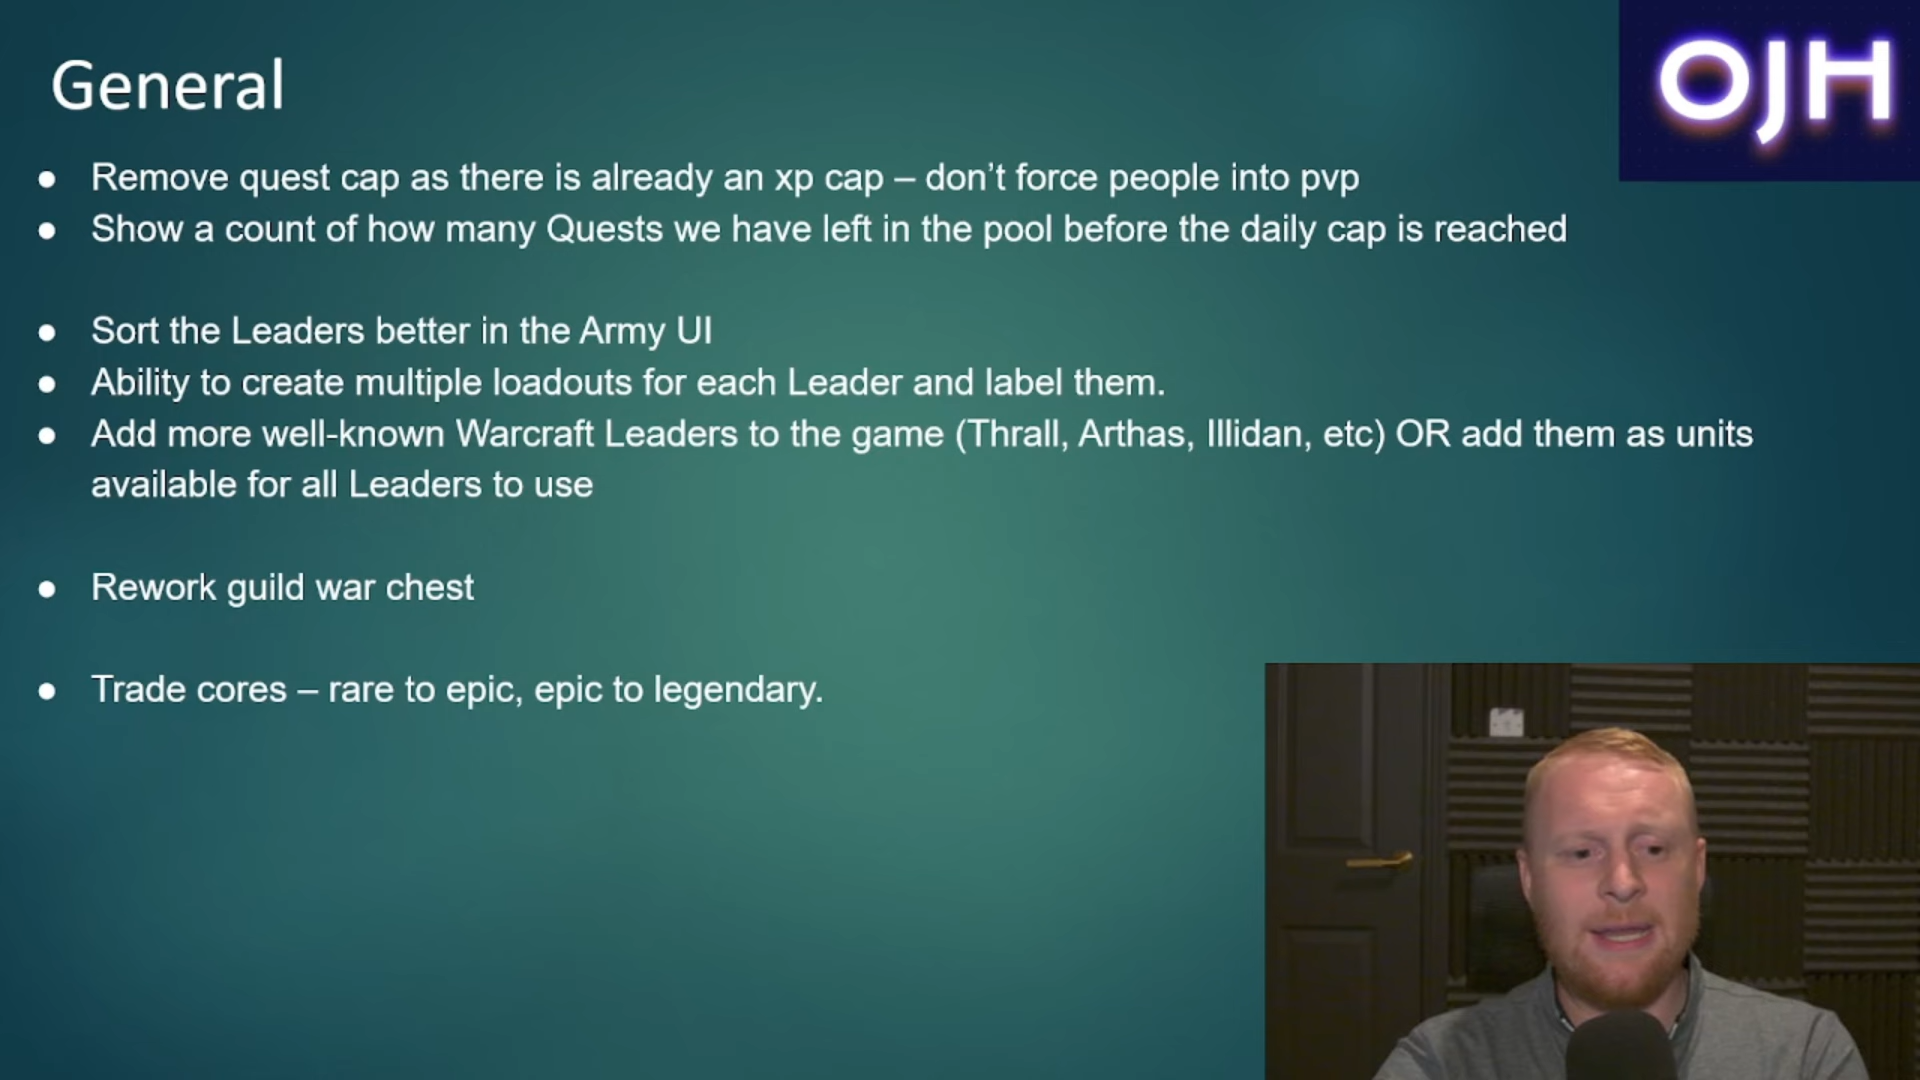 General
OJH
● Remove quest cap as there is already an xp cap – don’t force people into pvp
● Show a count of how many Quests we have left in the pool before the daily cap is reached
● Sort the Leaders better in the Army UI
● Ability to create multiple loadouts for each Leader and label them.
● Add more well-known Warcraft Leaders to the game (Thrall, Arthas, Illidan, etc) OR add them as units
available for all Leaders to use
● Rework guild war chest
● Trade cores – rare to epic, epic to legendary.